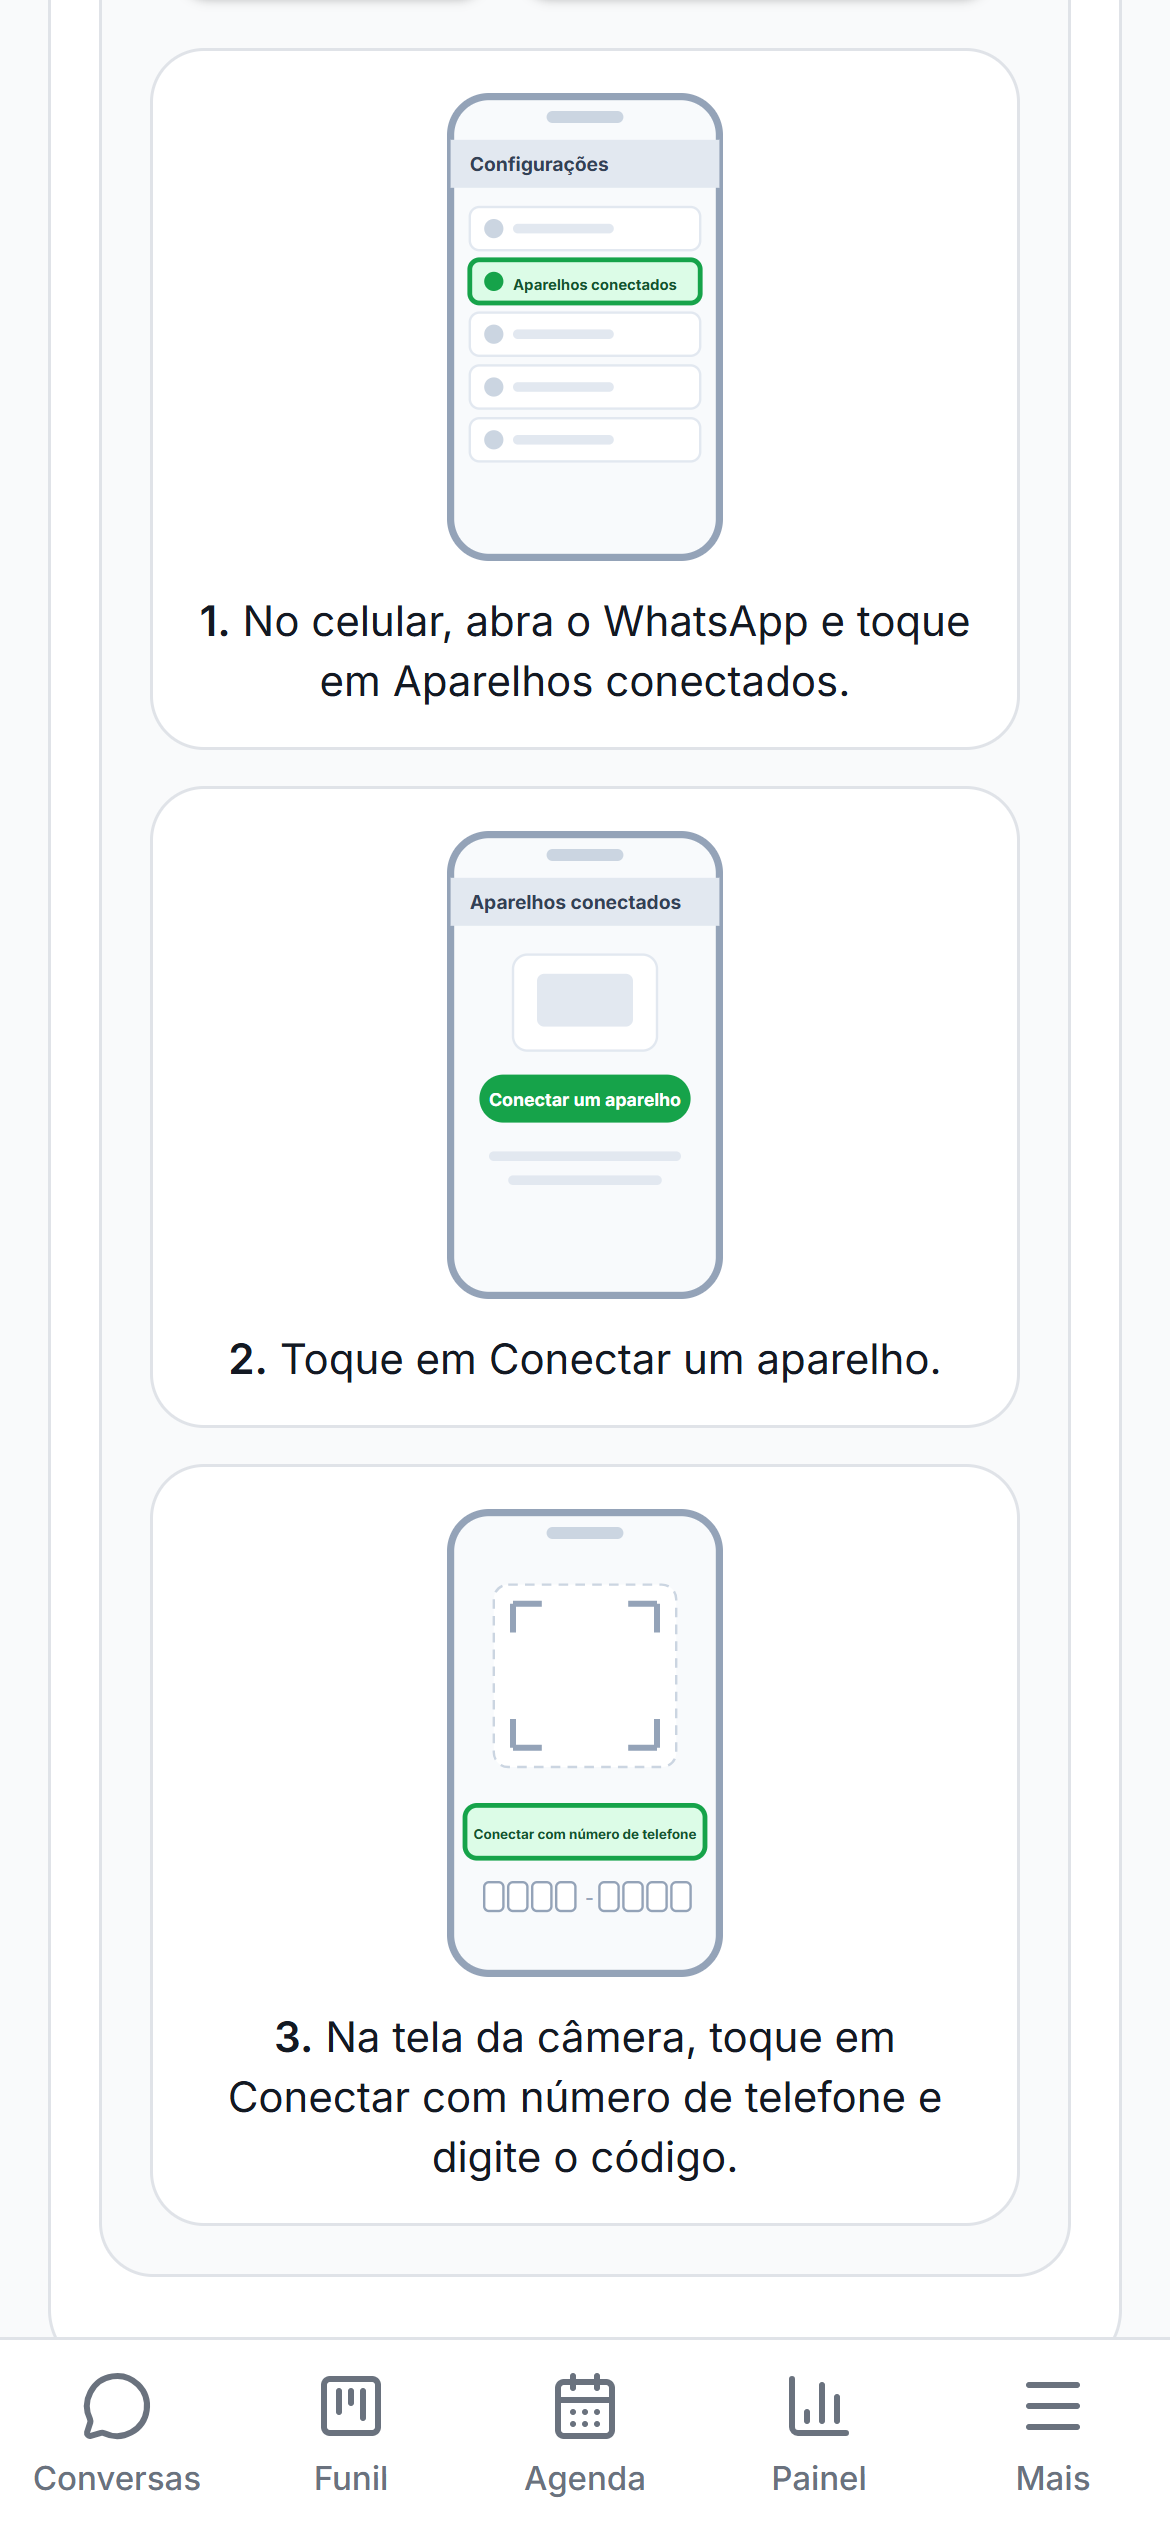 Configurações
Aparelhos conectados
1. No celular, abra o WhatsApp e toque
em Aparelhos conectados.
Aparelhos conectados
Conectar um aparelho
2. Toque em Conectar um aparelho.
Conectar com número de telefone
-
3. Na tela da câmera, toque em
Conectar com número de telefone e
digite o código.
Conversas
Funil
Agenda
Painel
Mais